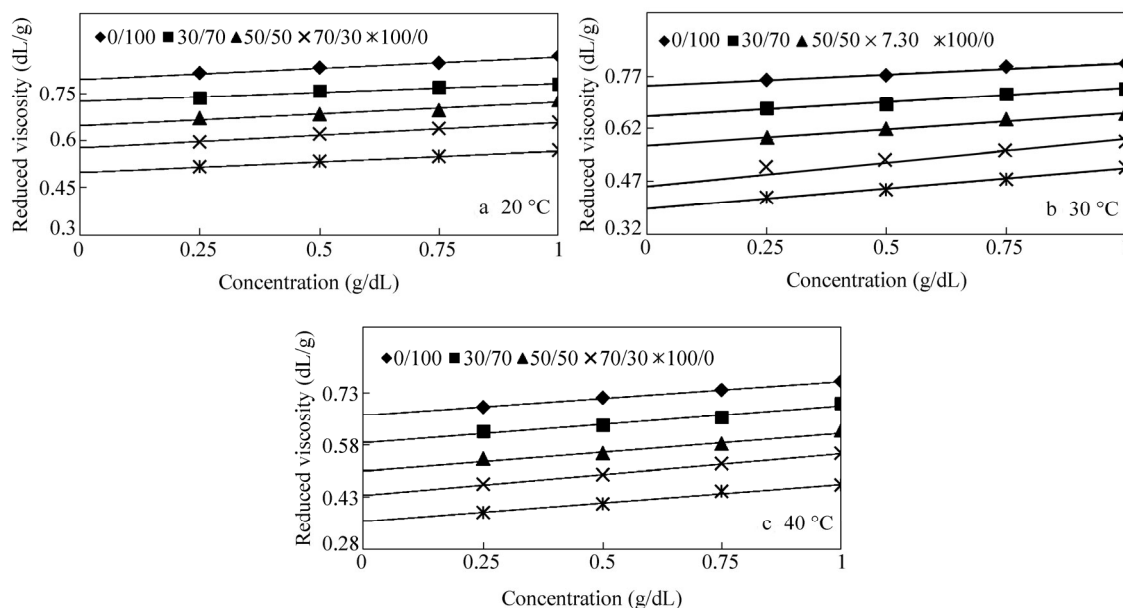 ◆0/100 ■30/70 ▲50/50 ×70/30 ∗100/0
Reduced viscosity (dL/g)
0.75
0.6
0.45
0.3
a 20 °C
0 0.25 0.5 0.75 1
Concentration (g/dL)
◆0/100 ■30/70 ▲50/50 × 7.30 ∗100/0
Reduced viscosity (dL/g)
0.77
0.62
0.47
0.32
b 30 °C
0 0.25 0.5 0.75
Concentration (g/dL)
◆0/100 ■30/70 ▲50/50 ×70/30 ∗100/0
Reduced viscosity (dL/g)
0.73
0.58
0.43
0.28
c 40 °C
0 0.25 0.5 0.75 1
Concentration (g/dL)